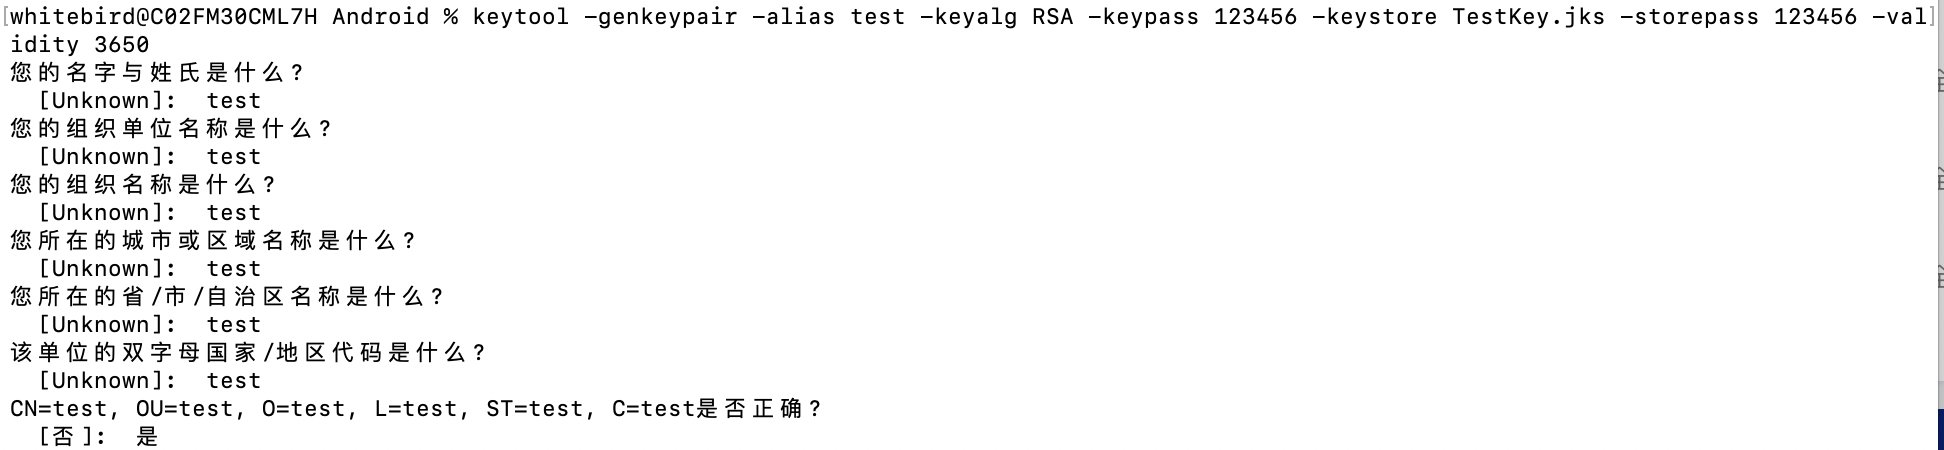 [whitebird@C02FM30CML7H Android % keytool -genkeypair -alias test -keyalg RSA -keypass 123456 -keystore TestKey.jks -storepass 123456 -val]
idity 3650
您的名字与姓氏是什么?
  [Unknown]:  test
您的组织单位名称是什么?
  [Unknown]:  test
您的组织名称是什么?
  [Unknown]:  test
您所在的城市或区域名称是什么?
  [Unknown]:  test
您所在的省/市/自治区名称是什么?
  [Unknown]:  test
该单位的双字母国家/地区代码是什么?
  [Unknown]:  test
CN=test, OU=test, O=test, L=test, ST=test, C=test是否正确?
  [否]:  是